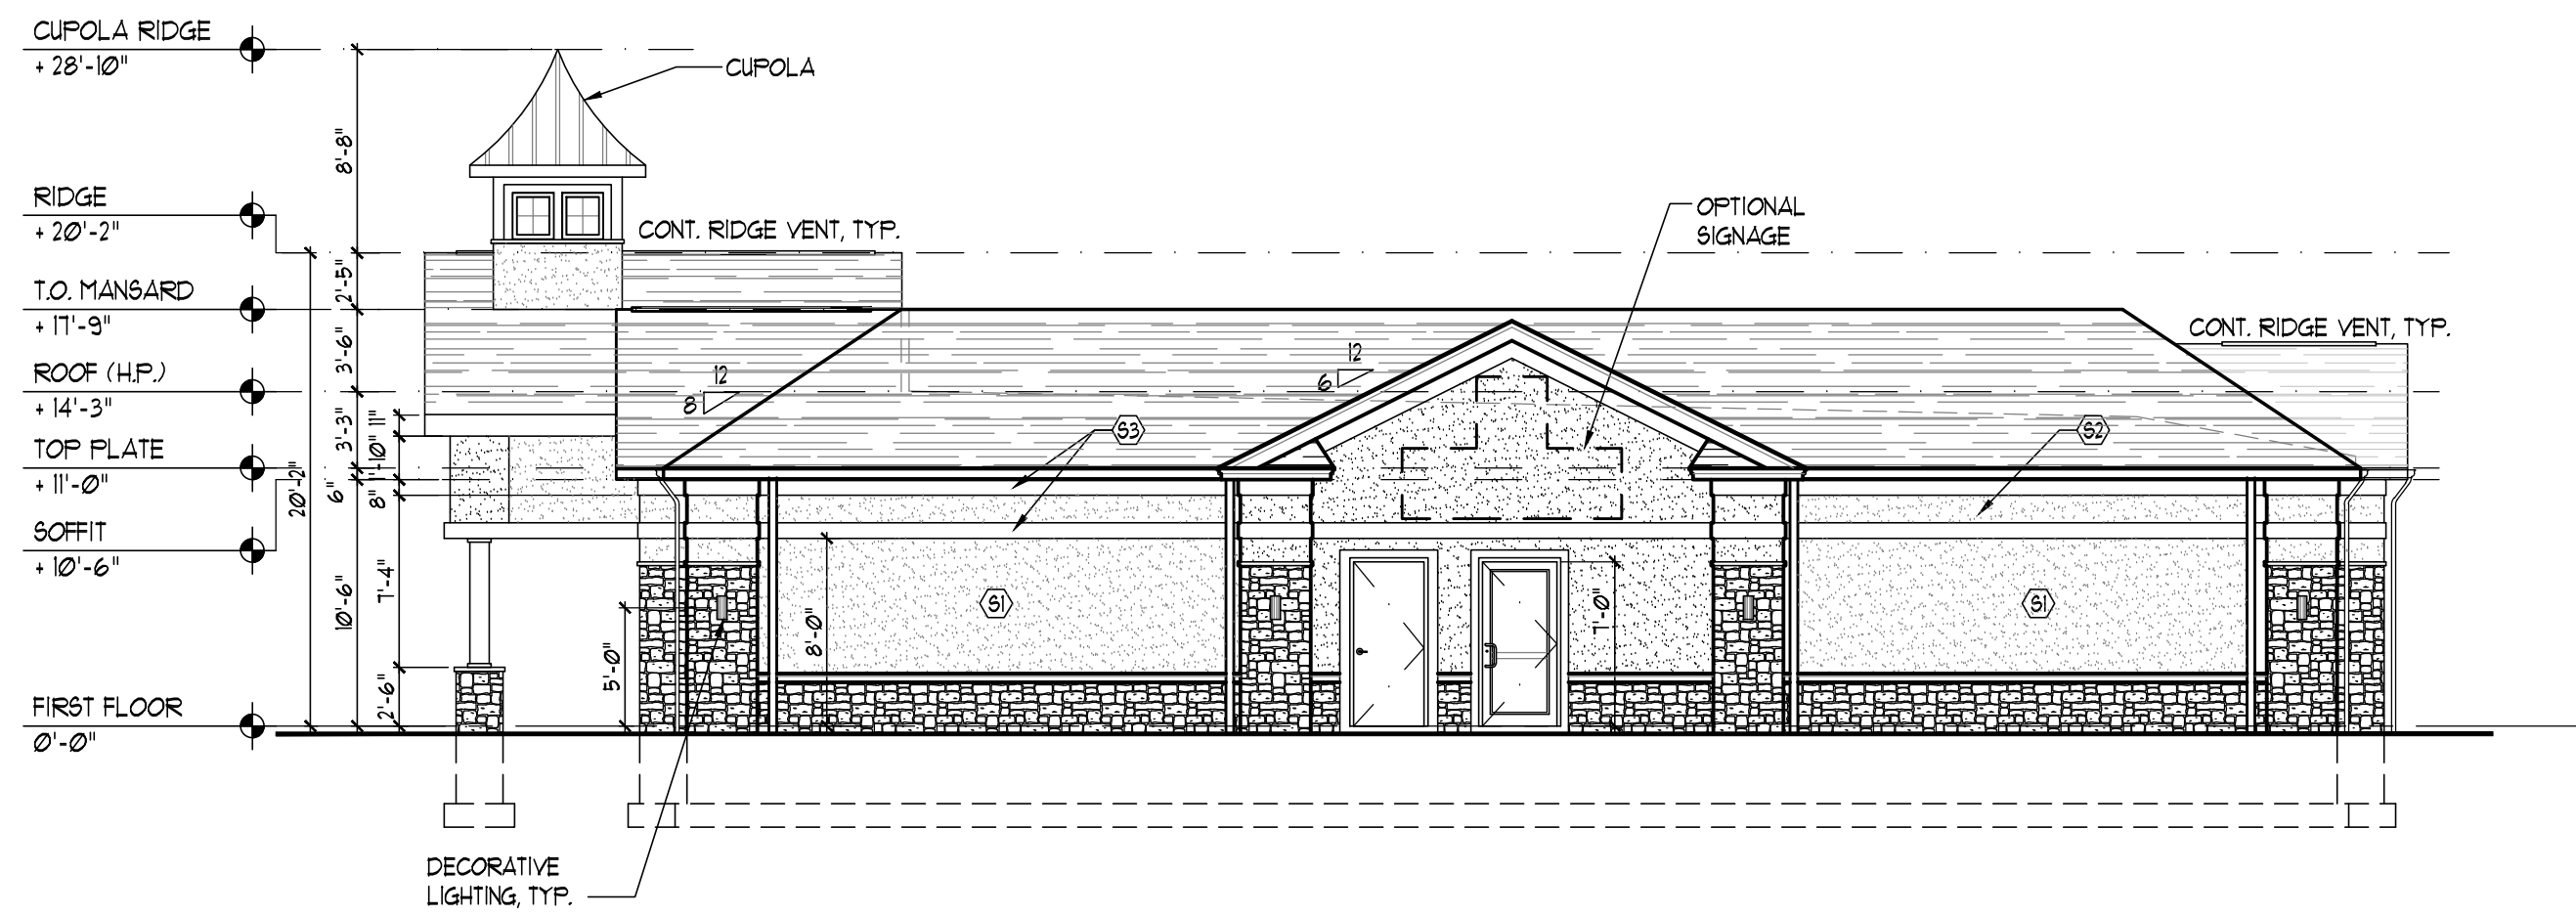 CUPOLA RIDGE
+ 28'-10"
CUPOLA
8'-8"
RIDGE
+ 20'-2"
CONT. RIDGE VENT, TYP.
OPTIONAL
SIGNAGE
2'-5"
T.O. MANSARD
+ 17'-9"
CONT. RIDGE VENT, TYP.
3'-6"
ROOF (H.P.)
+ 14'-3"
12
8
12
6
11"
3'-3"
1'-10"
S3
S2
TOP PLATE
+ 11'-0"
20'-2"
6"
8"
SOFFIT
+ 10'-6"
10'-6"
7'-4"
S1
S1
5'-0"
8'-0"
7'-0"
2'-6"
FIRST FLOOR
0'-0"
DECORATIVE
LIGHTING, TYP.